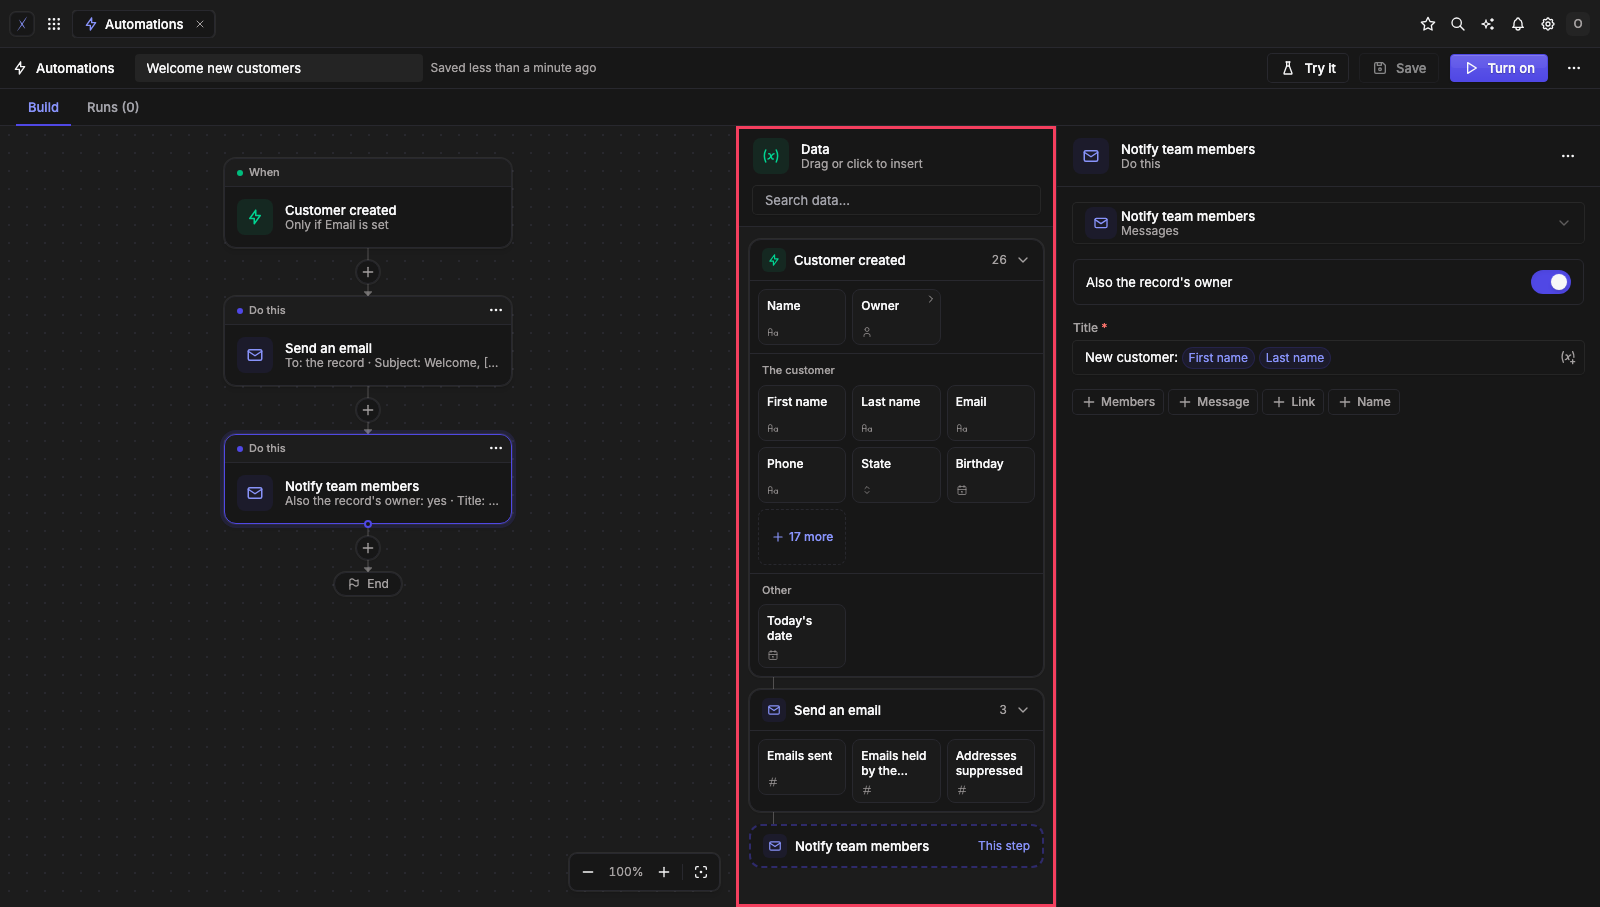 Automations
O
Automations
Welcome new customers
Saved less than a minute ago
Try it
Save
Turn on
Build
Runs (0)
When
Customer created
Only if Email is set
Do this
Send an email
To: the record · Subject: Welcome, [...
Do this
Notify team members
Also the record's owner: yes · Title: ...
End
100%
(x)
Data
Drag or click to insert
Search data...
Customer created
26
Name
Aa
Owner
The customer
First name
Aa
Last name
Aa
Email
Aa
Phone
Aa
State
Birthday
17 more
Other
Today's
date
Send an email
3
Emails sent
#
Emails held
by the...
#
Addresses
suppressed
#
Notify team members
This step
Notify team members
Do this
Notify team members
Messages
Also the record's owner
Title *
New customer: First name Last name
Members
Message
Link
Name